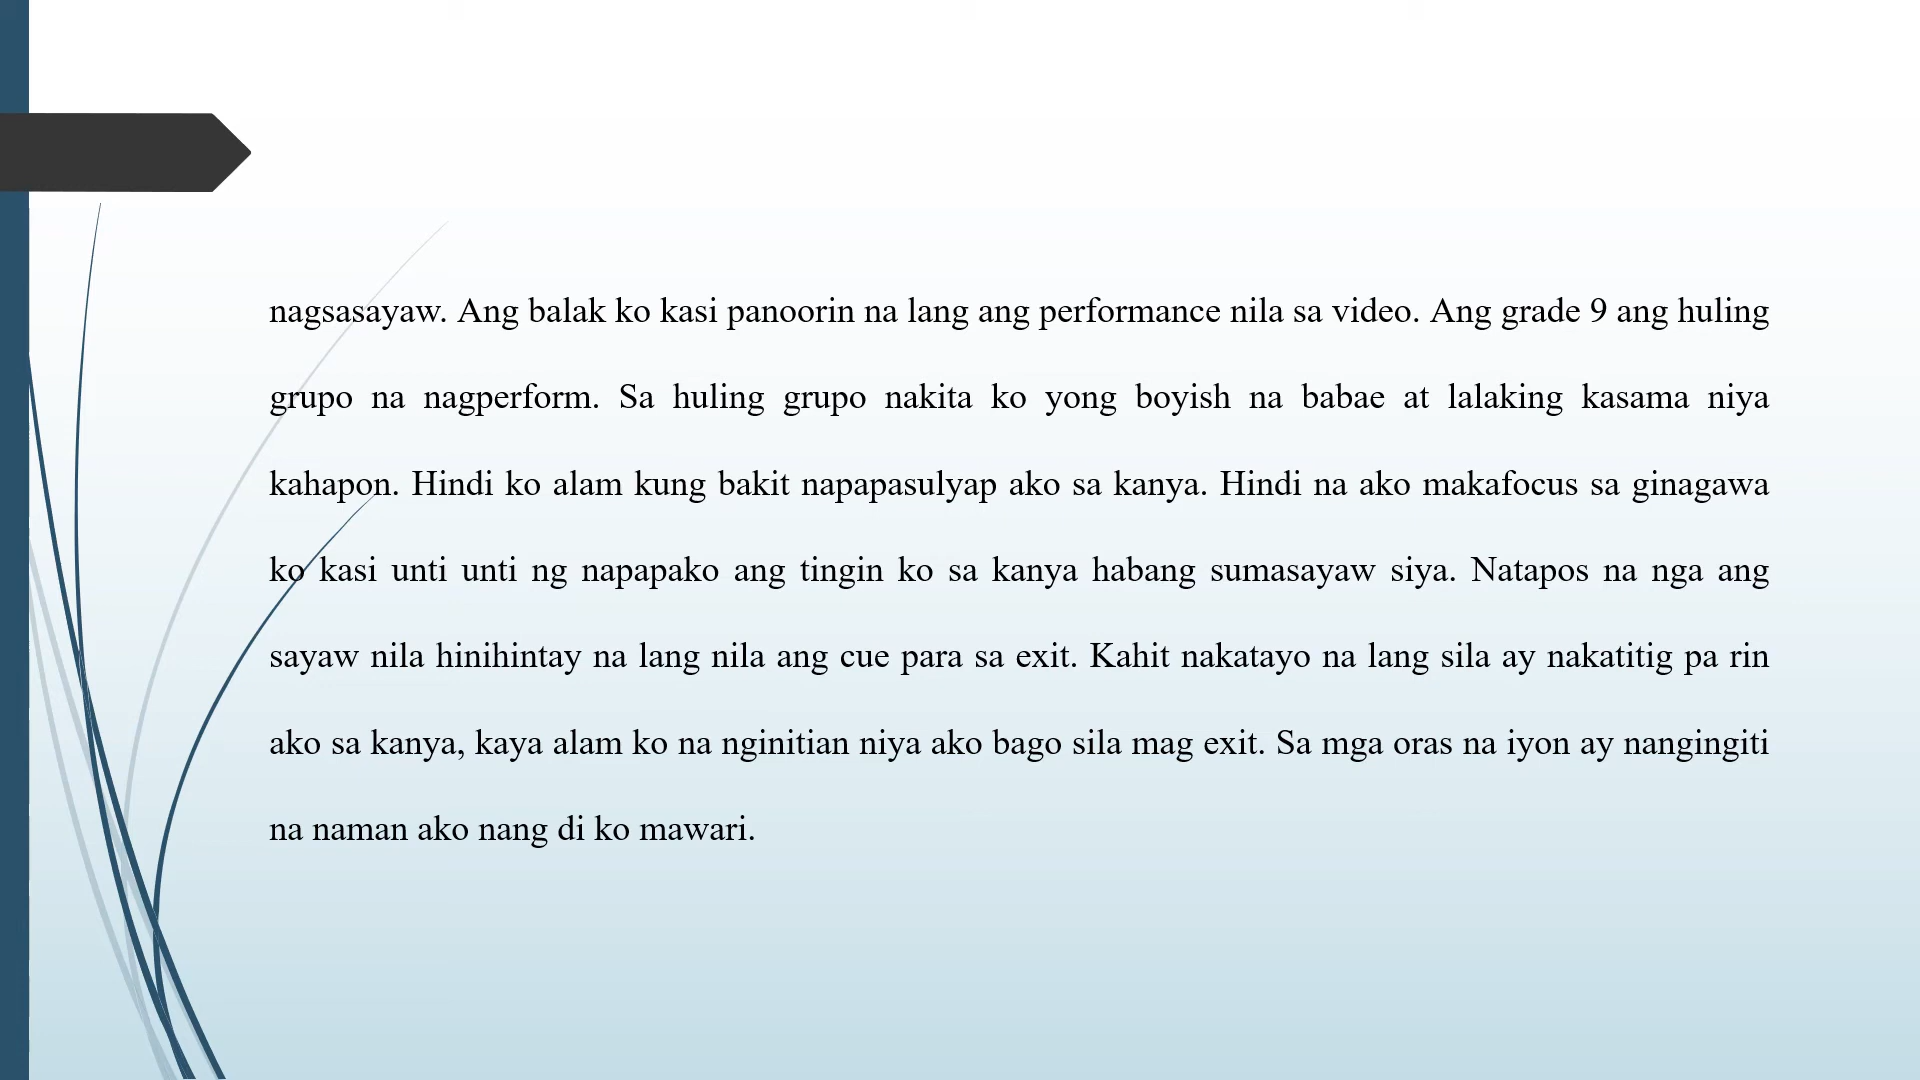 nagsasayaw. Ang balak ko kasi panoorin na lang ang performance nila sa video. Ang grade 9 ang huling
grupo na nagperform. Sa huling grupo nakita ko yong boyish na babae at lalaking kasama niya
kahapon. Hindi ko alam kung bakit napapasulyap ako sa kanya. Hindi na ako makafocus sa ginagawa
ko kasi unti unti ng napapako ang tingin ko sa kanya habang sumasayaw siya. Natapos na nga ang
sayaw nila hinihintay na lang nila ang cue para sa exit. Kahit nakatayo na lang sila ay nakatitig pa rin
ako sa kanya, kaya alam ko na nginitian niya ako bago sila mag exit. Sa mga oras na iyon ay nangingiti
na naman ako nang di ko mawari.